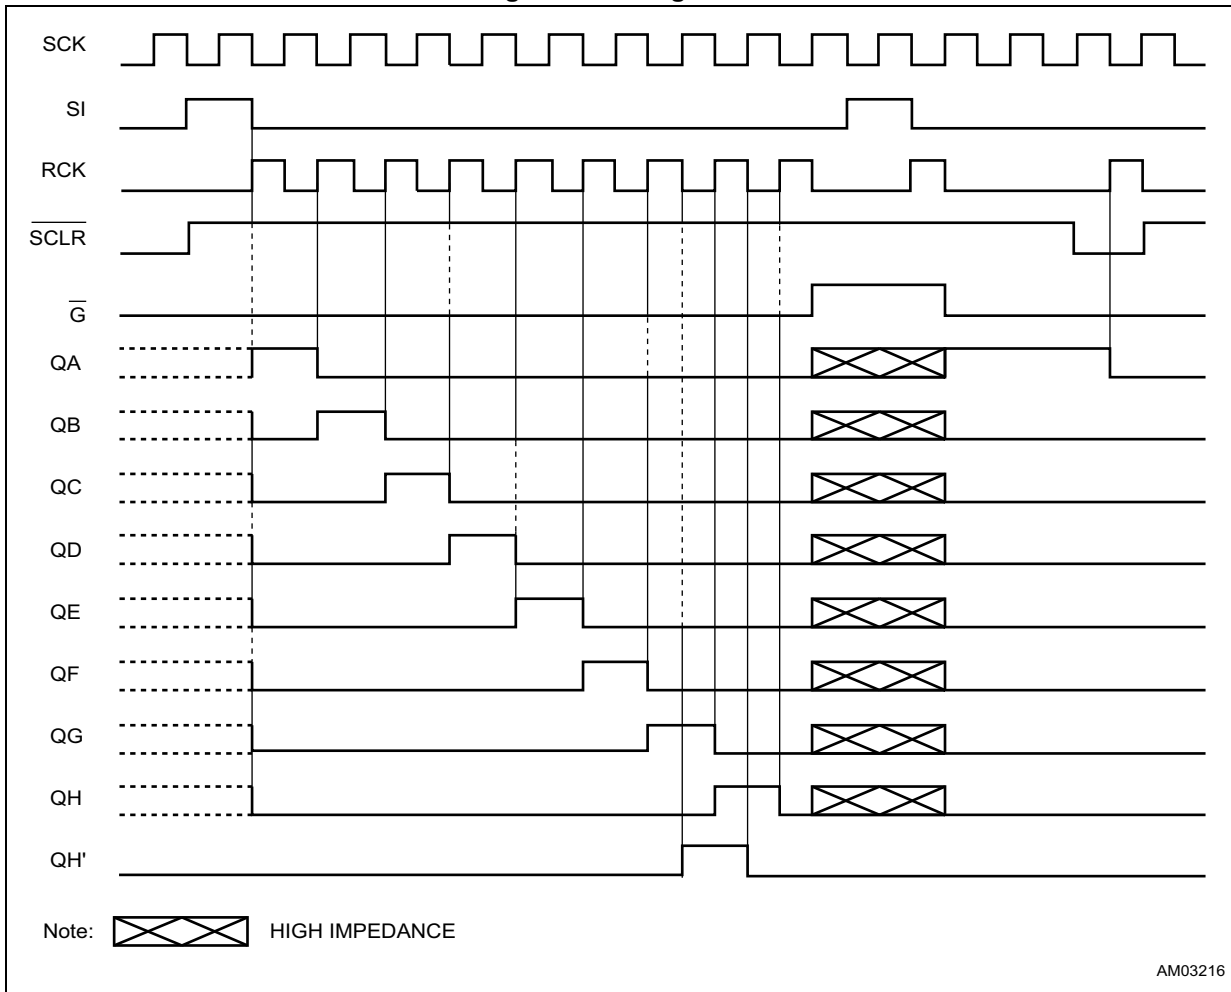 SCK
SI
RCK
SCLR
G
QA
QB
QC
QD
QE
QF
QG
QH
QH'
Note: HIGH IMPEDANCE
AM03216